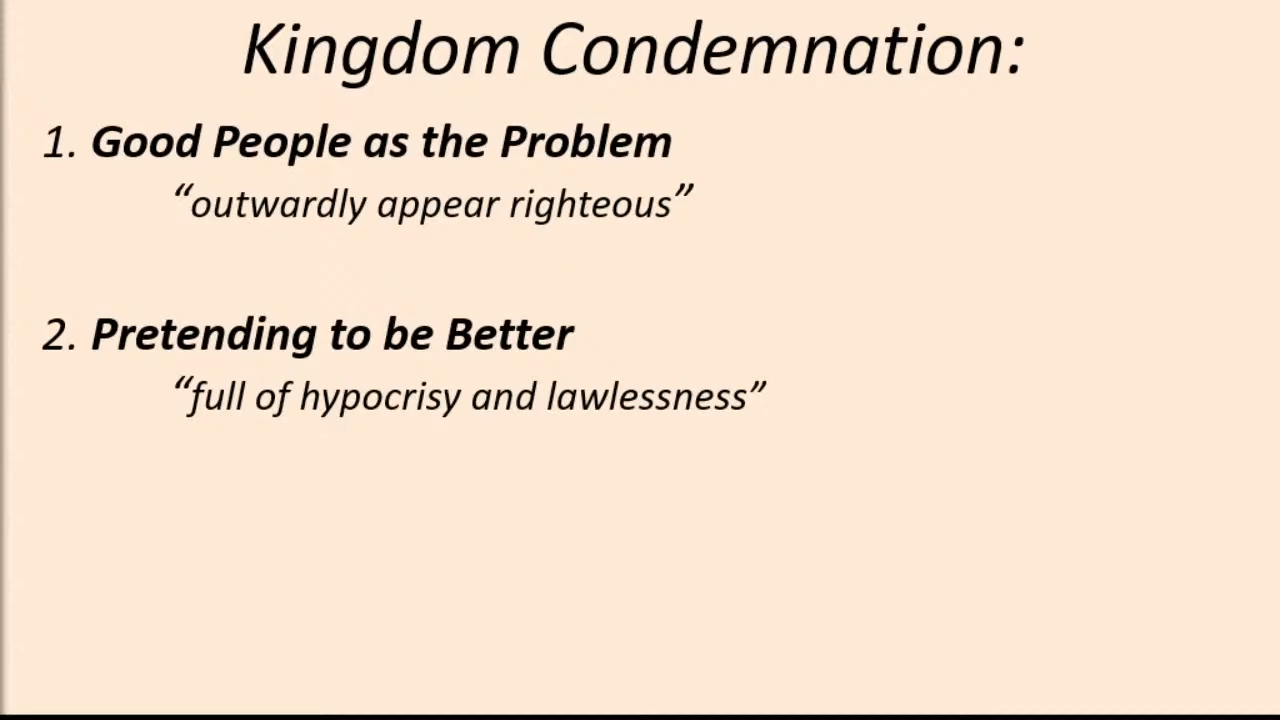 Kingdom Condemnation:
1. Good People as the Problem
“outwardly appear righteous”
2. Pretending to be Better
“full of hypocrisy and lawlessness”